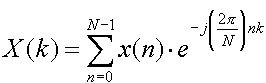 X(k) = \sum_{n=0}^{N-1} x(n) \cdot e^{-j\left(\frac{2\pi}{N}\right)nk}